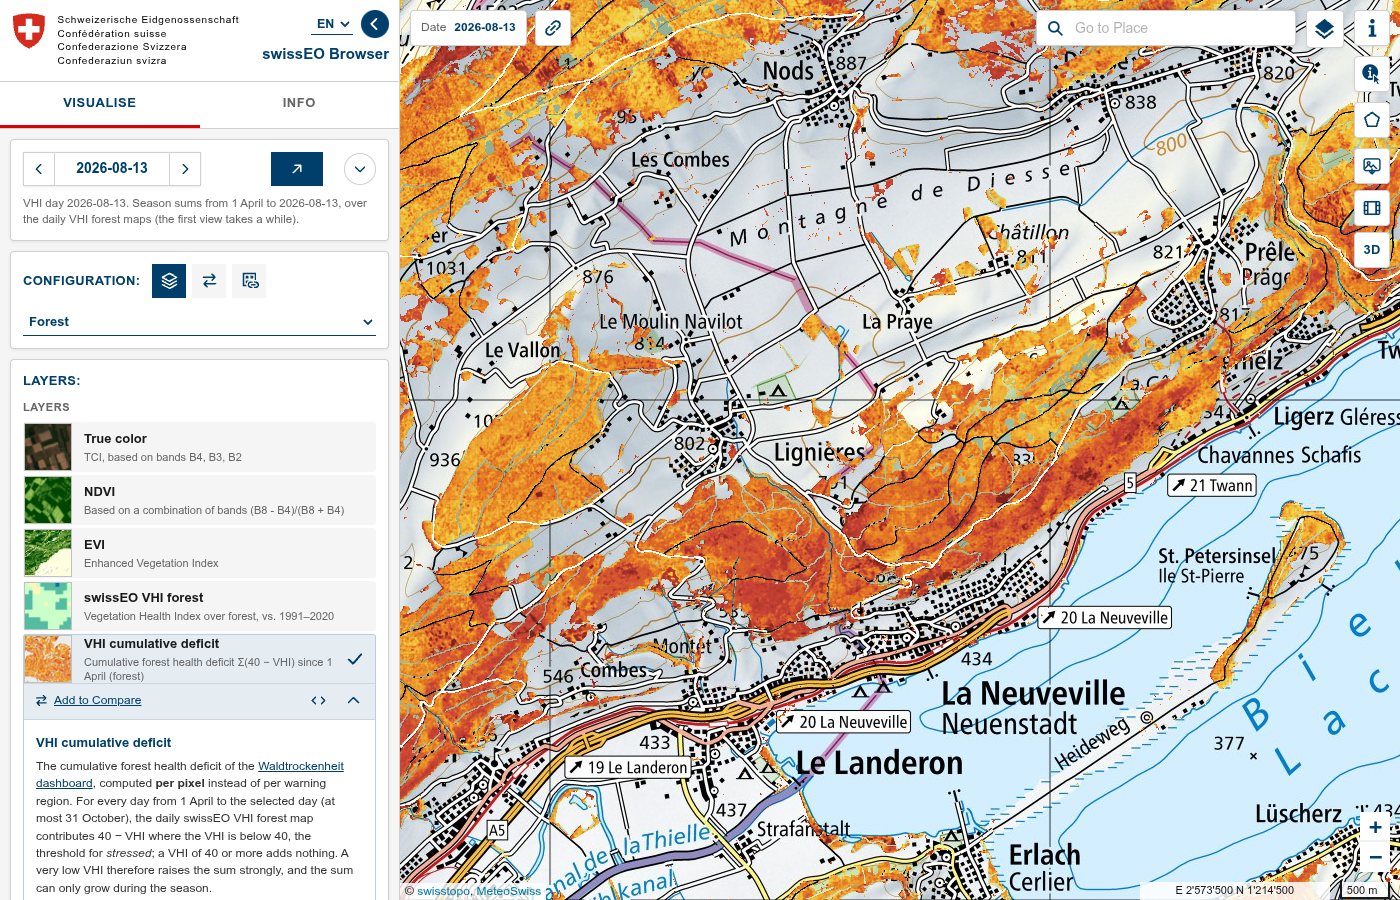 Schweizerische Eidgenossenschaft
Confédération suisse
Confederazione Svizzera
Confederaziun svizra
EN
swissEO Browser
VISUALISE
INFO
2026-08-13
VHI day 2026-08-13. Season sums from 1 April to 2026-08-13, over
the daily VHI forest maps (the first view takes a while).
CONFIGURATION:
Forest
LAYERS:
LAYERS
True color
TCI, based on bands B4, B3, B2
NDVI
Based on a combination of bands (B8 - B4)/(B8 + B4)
EVI
Enhanced Vegetation Index
swissEO VHI forest
Vegetation Health Index over forest, vs. 1991–2020
VHI cumulative deficit
Cumulative forest health deficit Σ(40 − VHI) since 1
April (forest)
Add to Compare
VHI cumulative deficit
The cumulative forest health deficit of the Waldtrockenheit
dashboard, computed per pixel instead of per warning
region. For every day from 1 April to the selected day (at
most 31 October), the daily swissEO VHI forest map
contributes 40 − VHI where the VHI is below 40, the
threshold for stressed; a VHI of 40 or more adds nothing. A
very low VHI therefore raises the sum strongly, and the sum
can only grow during the season.
Date 2026-08-13
Go to Place
3D
Nods
887
820
838
800
Les Combes
Montagne de Diesse
Châtillon
811
1031
876
821
Prêle
Präg
817
Le Moulin Navilot
814
La Praye
Le Vallon
802
936
Lignières
Ligerz Gléres
Chavannes Schafis
5
21 Twann
St. Petersinsel
Ile St-Pierre
20 La Neuveville
434
Montet
546
Combes
La Neuveville
Neuenstadt
20 La Neuveville
433
Le Landeron
19 Le Landeron
Heideweg
377
Lüscherz
437
A5
Strafanstalt
la Thielle
Erlach
Cerlier
© swisstopo, MeteoSwiss
E 2'573'500 N 1'214'500
500 m